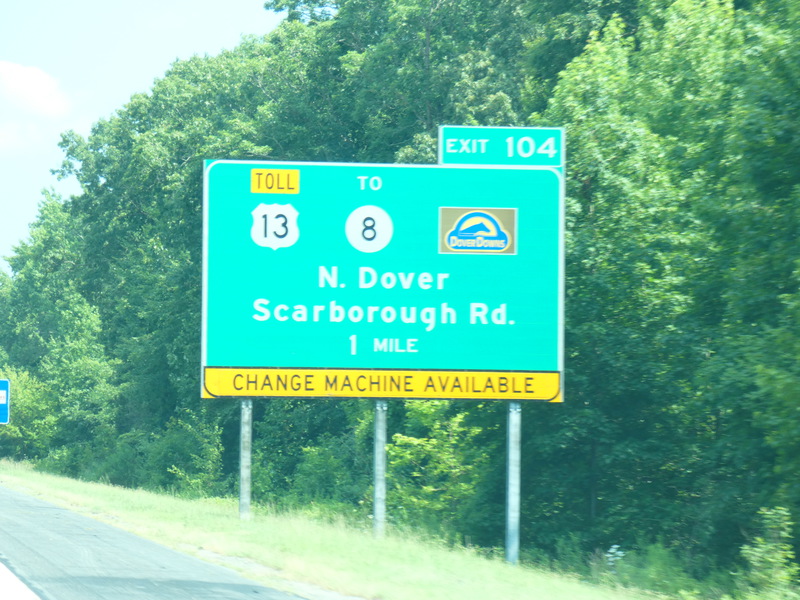 EXIT 104
TOLL TO
13 8 DOVER DOWNS
N. Dover
Scarborough Rd.
1 MILE
CHANGE MACHINE AVAILABLE